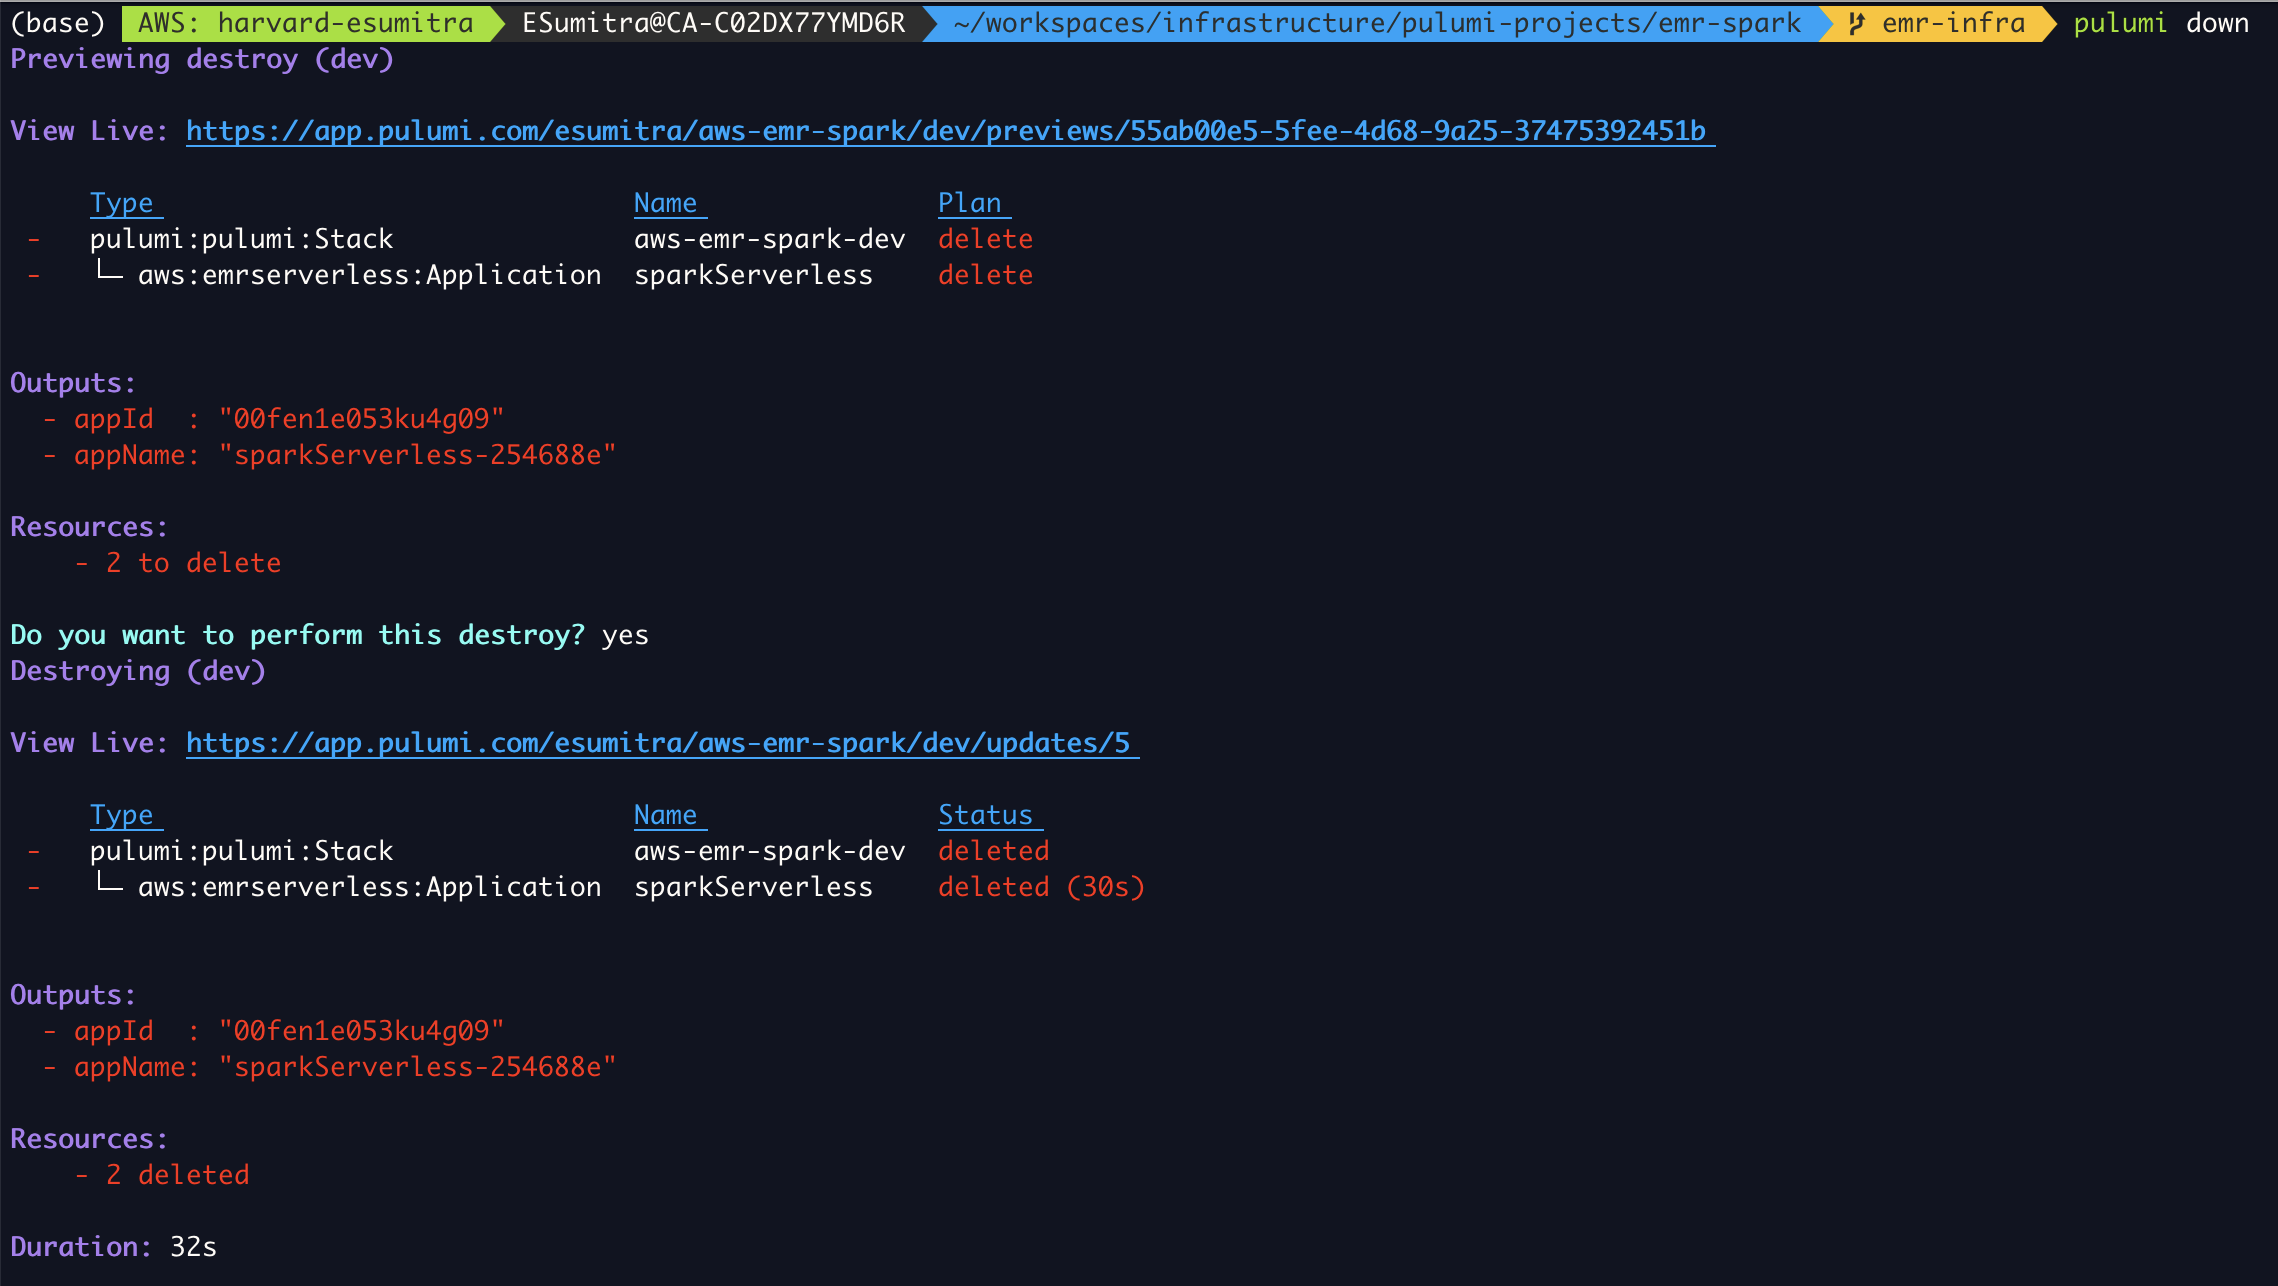 (base) AWS: harvard-esumitra ESumitra@CA-C02DX77YMD6R ~/workspaces/infrastructure/pulumi-projects/emr-spark emr-infra pulumi down
Previewing destroy (dev)
View Live: https://app.pulumi.com/esumitra/aws-emr-spark/dev/previews/55ab00e5-5fee-4d68-9a25-37475392451b
Type Name Plan
- pulumi:pulumi:Stack aws-emr-spark-dev delete
- └─ aws:emrserverless:Application sparkServerless delete
Outputs:
- appId : "00fen1e053ku4g09"
- appName: "sparkServerless-254688e"
Resources:
- 2 to delete
Do you want to perform this destroy? yes
Destroying (dev)
View Live: https://app.pulumi.com/esumitra/aws-emr-spark/dev/updates/5
Type Name Status
- pulumi:pulumi:Stack aws-emr-spark-dev deleted
- └─ aws:emrserverless:Application sparkServerless deleted (30s)
Outputs:
- appId : "00fen1e053ku4g09"
- appName: "sparkServerless-254688e"
Resources:
- 2 deleted
Duration: 32s